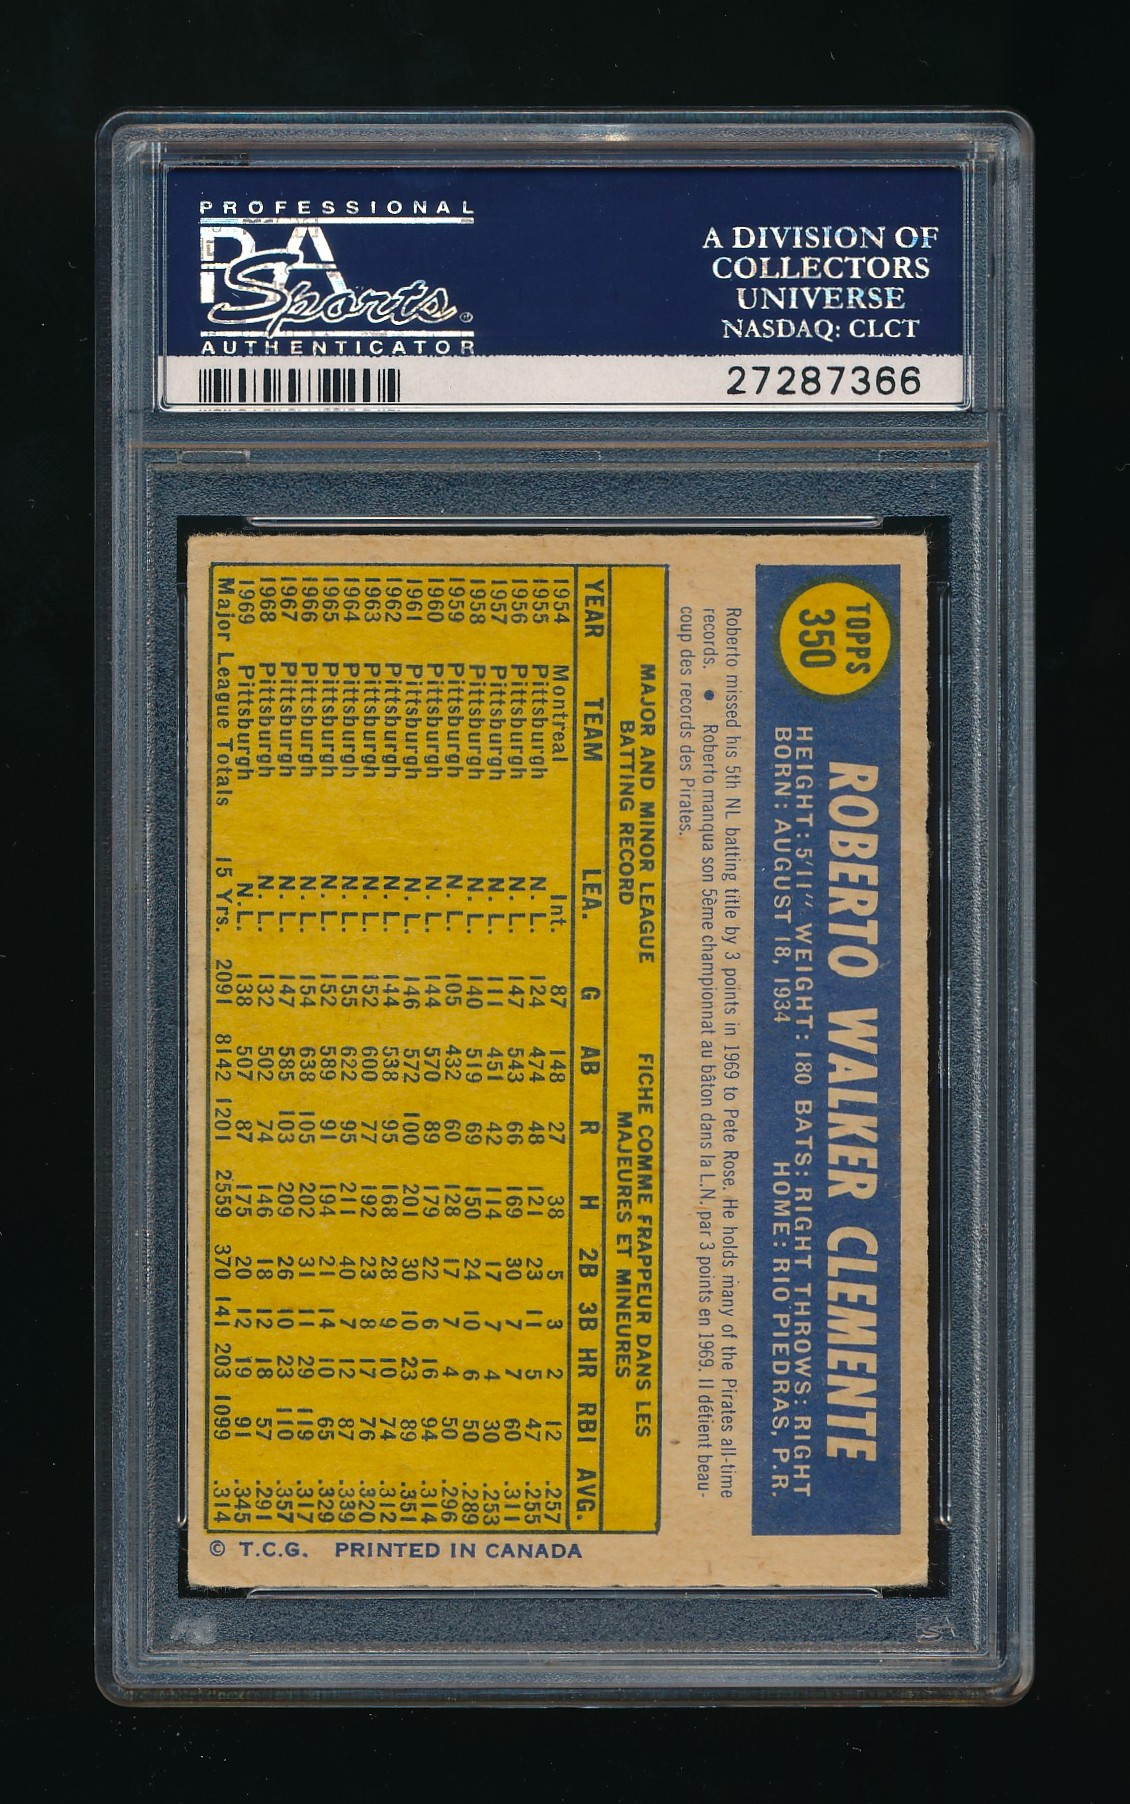 PROFESSIONAL
PSA
Sports
AUTHENTICATOR
A DIVISION OF
COLLECTORS
UNIVERSE
NASDAQ: CLCT
27287366
TOPPS
350
ROBERTO WALKER CLEMENTE
HEIGHT: 5'11" WEIGHT: 180 BATS: RIGHT THROWS: RIGHT
BORN: AUGUST 18, 1934 HOME: RIO PIEDRAS, P.R.
Roberto missed his 5th NL batting title by 3 points in 1969 to Pete Rose. He holds many of the Pirates all-time
records. ● Roberto manqua son 5ème championnat au bâton dans la L.N. par 3 points en 1969. Il détient beau-
coup des records des Pirates.
MAJOR AND MINOR LEAGUE
BATTING RECORD
FICHE COMME FRAPPEUR DANS LES
MAJEURES ET MINEURES
YEAR TEAM LEA. G AB R H 2B 3B HR RBI AVG.
1954 Montreal Int. 87 148 27 38 5 3 2 12 .257
1955 Pittsburgh N. L. 124 474 48 121 23 11 5 47 .255
1956 Pittsburgh N. L. 147 543 66 169 30 7 7 60 .311
1957 Pittsburgh N. L. 111 451 42 114 17 7 4 30 .253
1958 Pittsburgh N. L. 140 519 69 150 24 10 6 50 .289
1959 Pittsburgh N. L. 105 432 60 128 17 7 4 50 .296
1960 Pittsburgh N. L. 144 570 89 179 22 6 16 94 .314
1961 Pittsburgh N. L. 146 572 100 201 30 10 23 89 .351
1962 Pittsburgh N. L. 144 538 95 168 28 9 10 74 .312
1963 Pittsburgh N. L. 152 600 77 192 23 8 17 76 .320
1964 Pittsburgh N. L. 155 622 95 211 40 7 12 87 .339
1965 Pittsburgh N. L. 152 589 91 194 21 14 10 65 .329
1966 Pittsburgh N. L. 154 638 105 202 31 11 29 119 .317
1967 Pittsburgh N. L. 147 585 103 209 26 10 23 110 .357
1968 Pittsburgh N. L. 132 502 74 146 18 12 18 57 .291
1969 Pittsburgh N.L. 138 507 87 175 20 12 19 91 .345
Major League Totals 15 Yrs. 2091 8142 1201 2559 370 141 203 1099 .314
© T.C.G. PRINTED IN CANADA